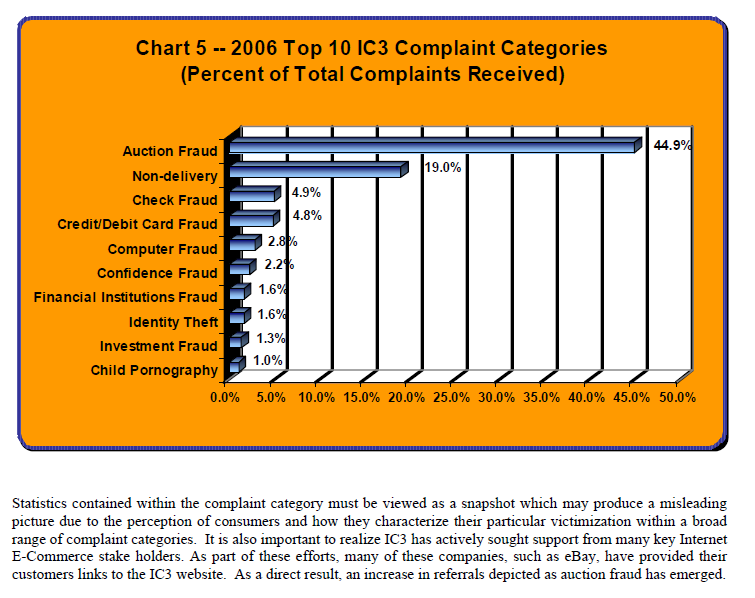 Chart 5 -- 2006 Top 10 IC3 Complaint Categories
(Percent of Total Complaints Received)
Auction Fraud 44.9%
Non-delivery 19.0%
Check Fraud 4.9%
Credit/Debit Card Fraud 4.8%
Computer Fraud 2.8%
Confidence Fraud 2.2%
Financial Institutions Fraud 1.6%
Identity Theft 1.6%
Investment Fraud 1.3%
Child Pornography 1.0%
0.0% 5.0% 10.0% 15.0% 20.0% 25.0% 30.0% 35.0% 40.0% 45.0% 50.0%
Statistics contained within the complaint category must be viewed as a snapshot which may produce a misleading
picture due to the perception of consumers and how they characterize their particular victimization within a broad
range of complaint categories.  It is also important to realize IC3 has actively sought support from many key Internet
E-Commerce stake holders. As part of these efforts, many of these companies, such as eBay, have provided their
customers links to the IC3 website.  As a direct result, an increase in referrals depicted as auction fraud has emerged.